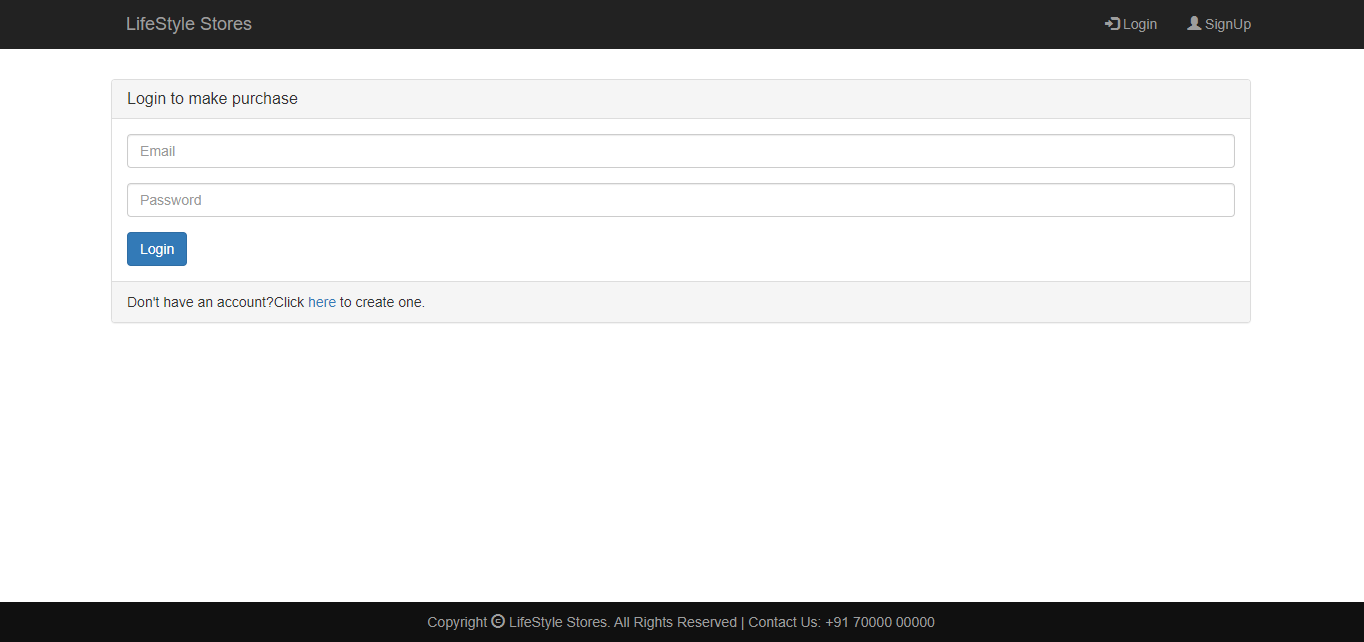 LifeStyle Stores Login SignUp
Login to make purchase
Email
Password
Login
Don't have an account?Click here to create one.
Copyright © LifeStyle Stores. All Rights Reserved | Contact Us: +91 70000 00000